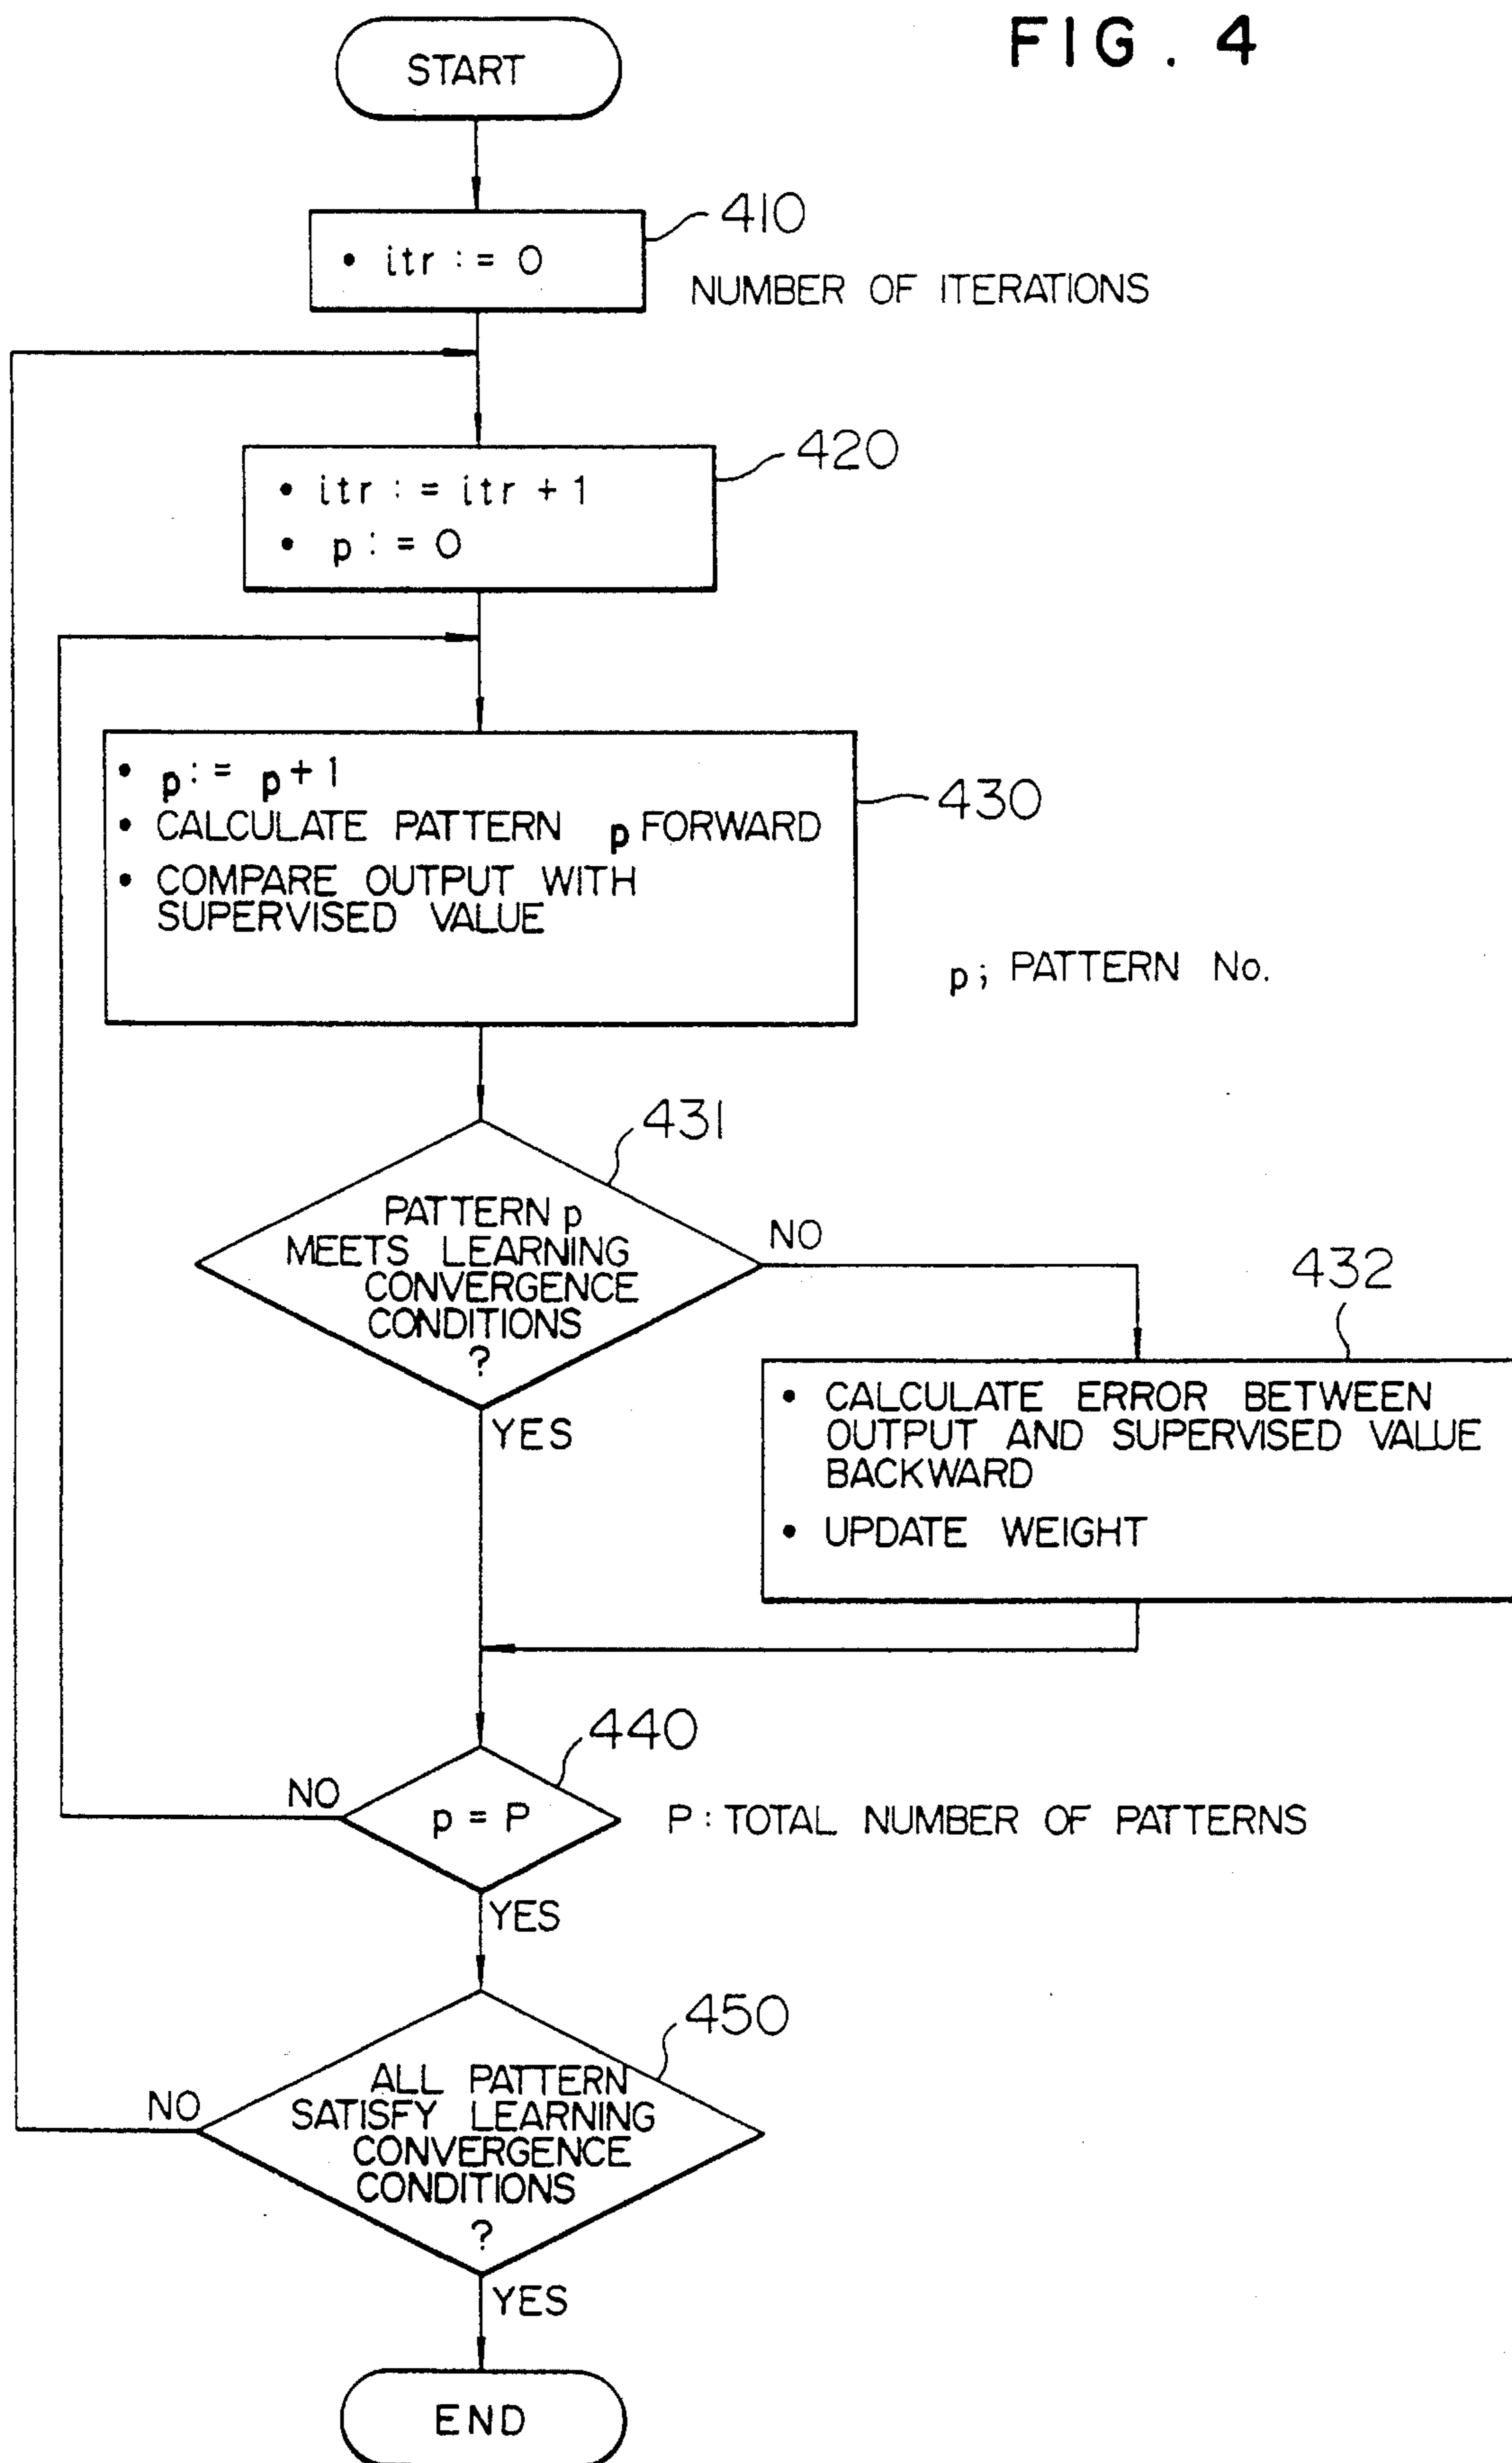 FIG. 4
START
410
• itr := 0
NUMBER OF ITERATIONS
420
• itr := itr + 1
• p := 0
• p := p + 1
430
• CALCULATE PATTERN p FORWARD
• COMPARE OUTPUT WITH
SUPERVISED VALUE
p; PATTERN No.
431
PATTERN p
MEETS LEARNING
CONVERGENCE
CONDITIONS
?
NO
YES
432
• CALCULATE ERROR BETWEEN
OUTPUT AND SUPERVISED VALUE
BACKWARD
• UPDATE WEIGHT
440
NO
p = P
P : TOTAL NUMBER OF PATTERNS
YES
450
NO
ALL PATTERN
SATISFY LEARNING
CONVERGENCE
CONDITIONS
?
YES
END